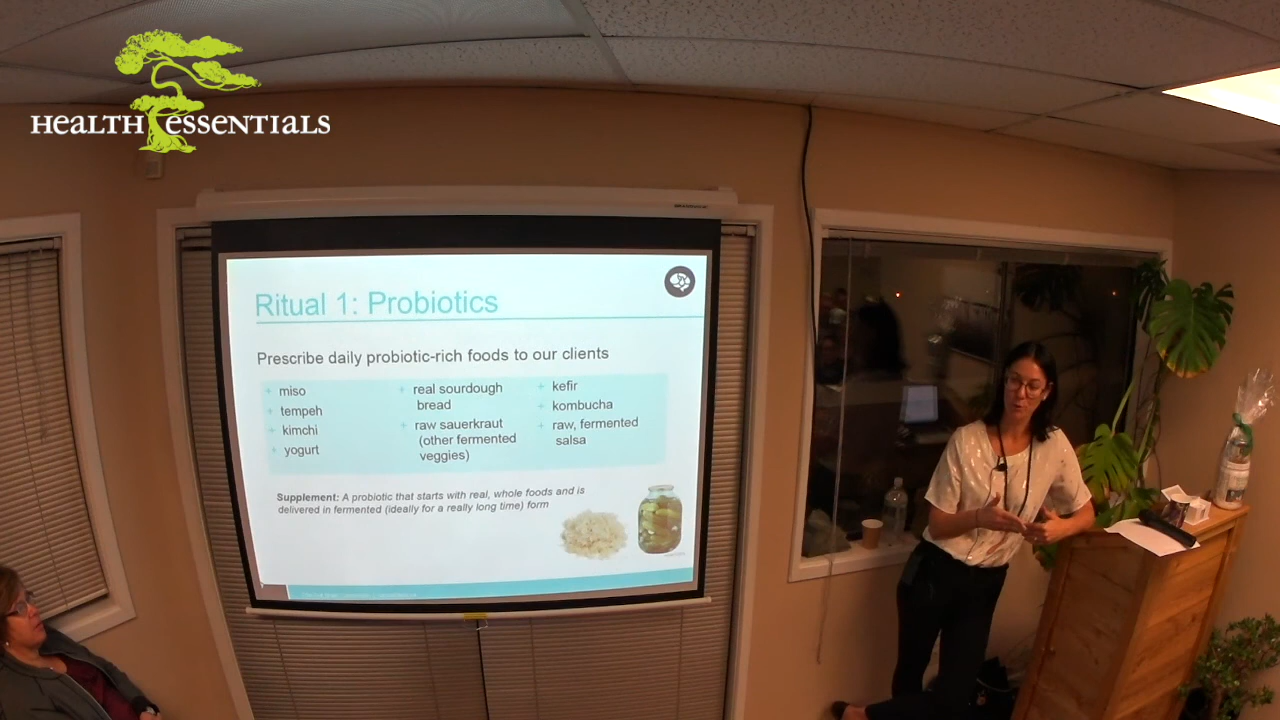 HEALTH ESSENTIALS
Ritual 1: Probiotics
Prescribe daily probiotic-rich foods to our clients
+ miso
+ tempeh
+ kimchi
+ yogurt
+ real sourdough
bread
+ raw sauerkraut
(other fermented
veggies)
+ kefir
+ kombucha
+ raw, fermented
salsa
Supplement: A probiotic that starts with real, whole foods and is
delivered in fermented (ideally for a really long time) form